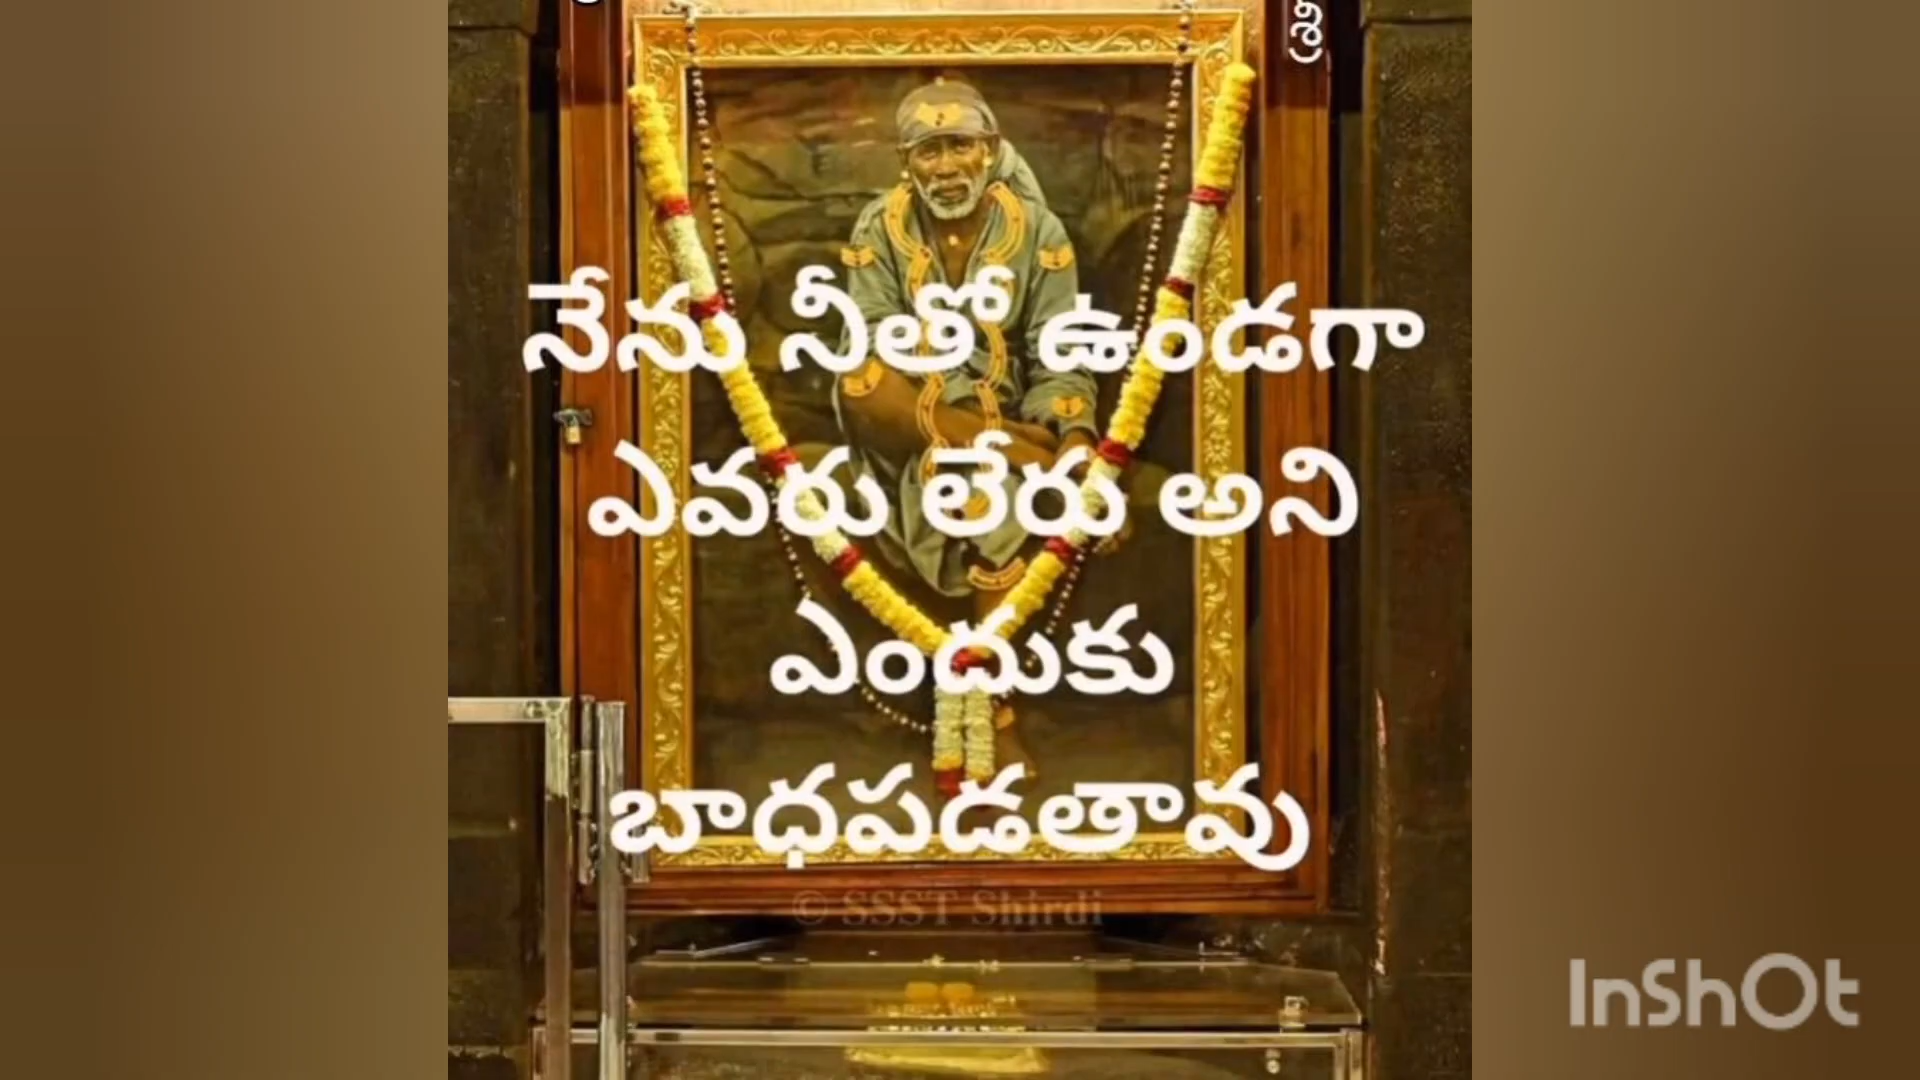 నేను నీతో ఉండగా
ఎవరు లేరు అని
ఎందుకు
బాధపడతావు
© SSST Shirdi
InShOt